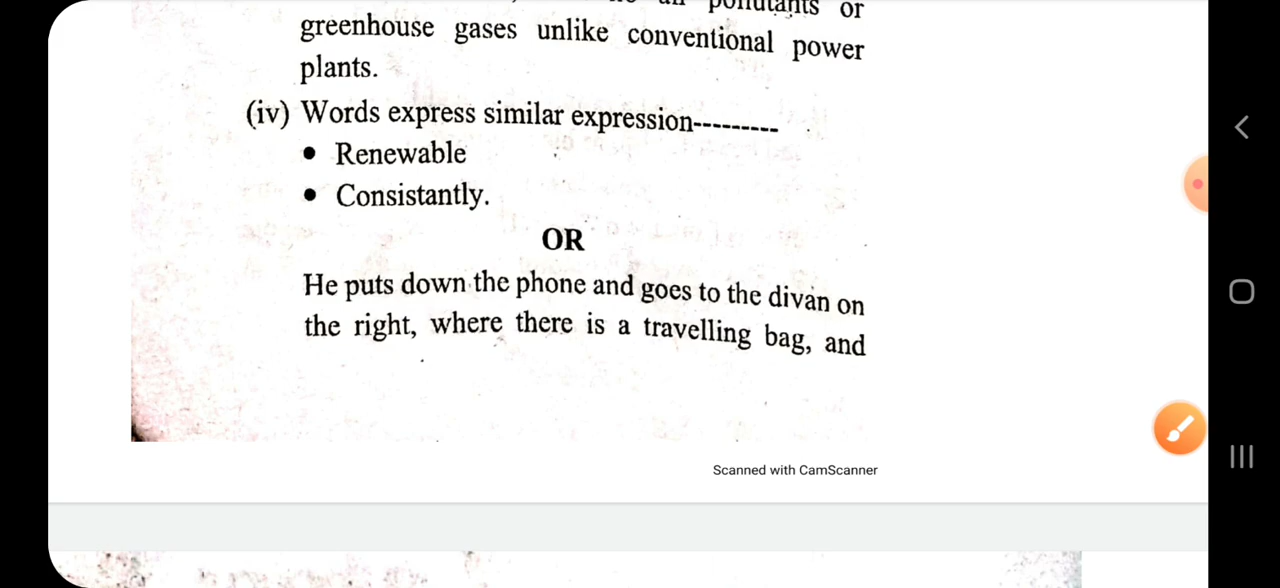 pollutants or
greenhouse gases unlike conventional power
plants.
(iv) Words express similar expression---------
• Renewable
• Consistantly.
OR
He puts down the phone and goes to the divan on
the right, where there is a travelling bag, and
Scanned with CamScanner